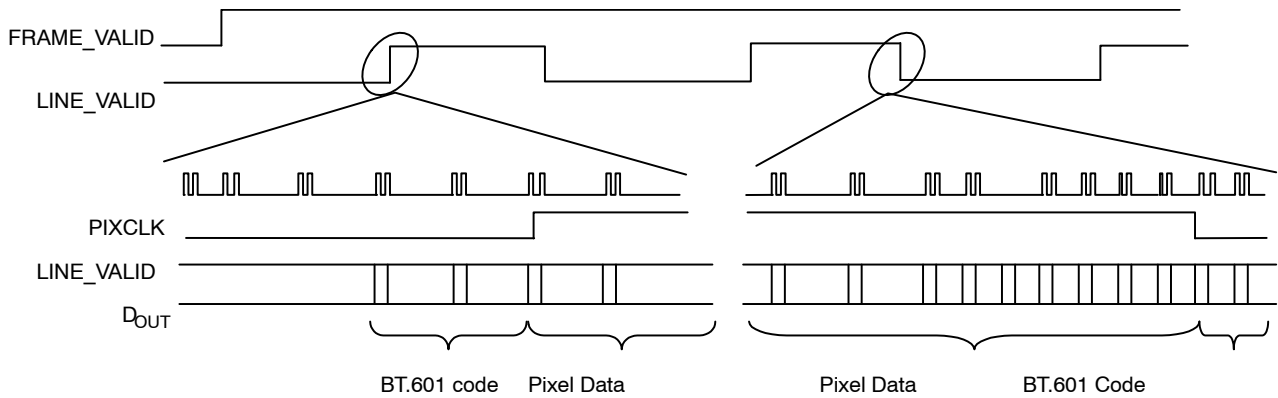 FRAME_VALID
LINE_VALID
PIXCLK
LINE_VALID
DOUT
BT.601 code Pixel Data Pixel Data BT.601 Code